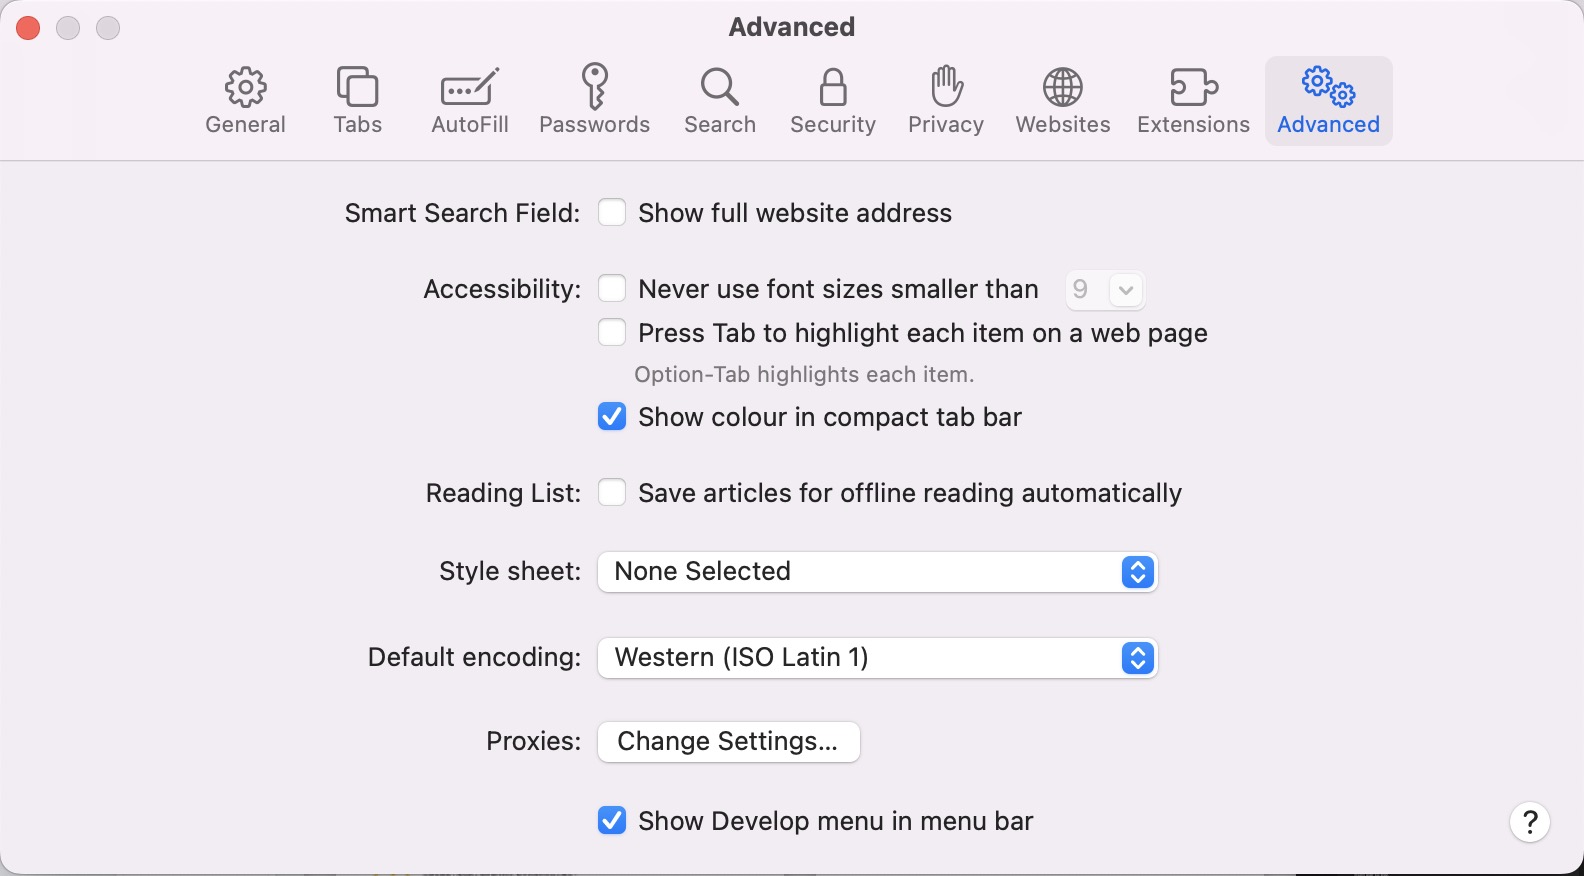 Advanced
General Tabs AutoFill Passwords Search Security Privacy Websites Extensions Advanced
Smart Search Field: Show full website address
Accessibility: Never use font sizes smaller than 9
Press Tab to highlight each item on a web page
Option-Tab highlights each item.
Show colour in compact tab bar
Reading List: Save articles for offline reading automatically
Style sheet: None Selected
Default encoding: Western (ISO Latin 1)
Proxies: Change Settings...
Show Develop menu in menu bar
?